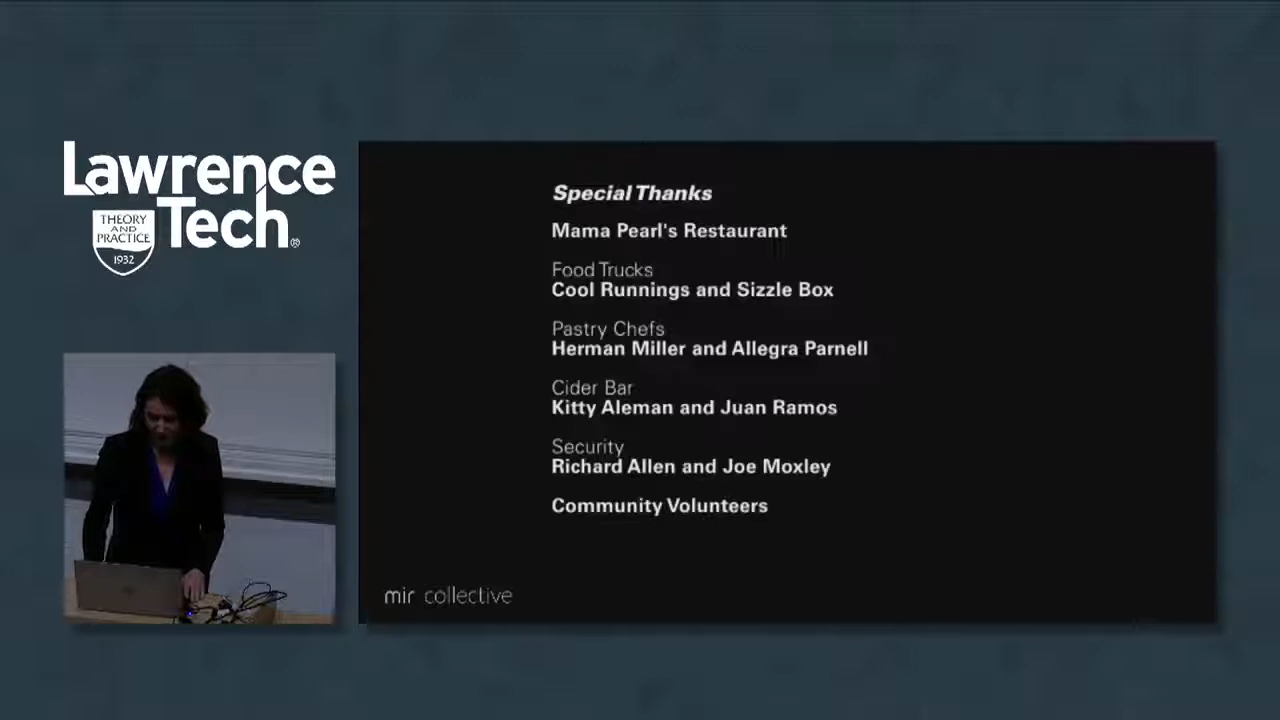 Lawrence
Tech®
THEORY
AND
PRACTICE
1932
Special Thanks
Mama Pearl's Restaurant
Food Trucks
Cool Runnings and Sizzle Box
Pastry Chefs
Herman Miller and Allegra Parnell
Cider Bar
Kitty Aleman and Juan Ramos
Security
Richard Allen and Joe Moxley
Community Volunteers
mir collective